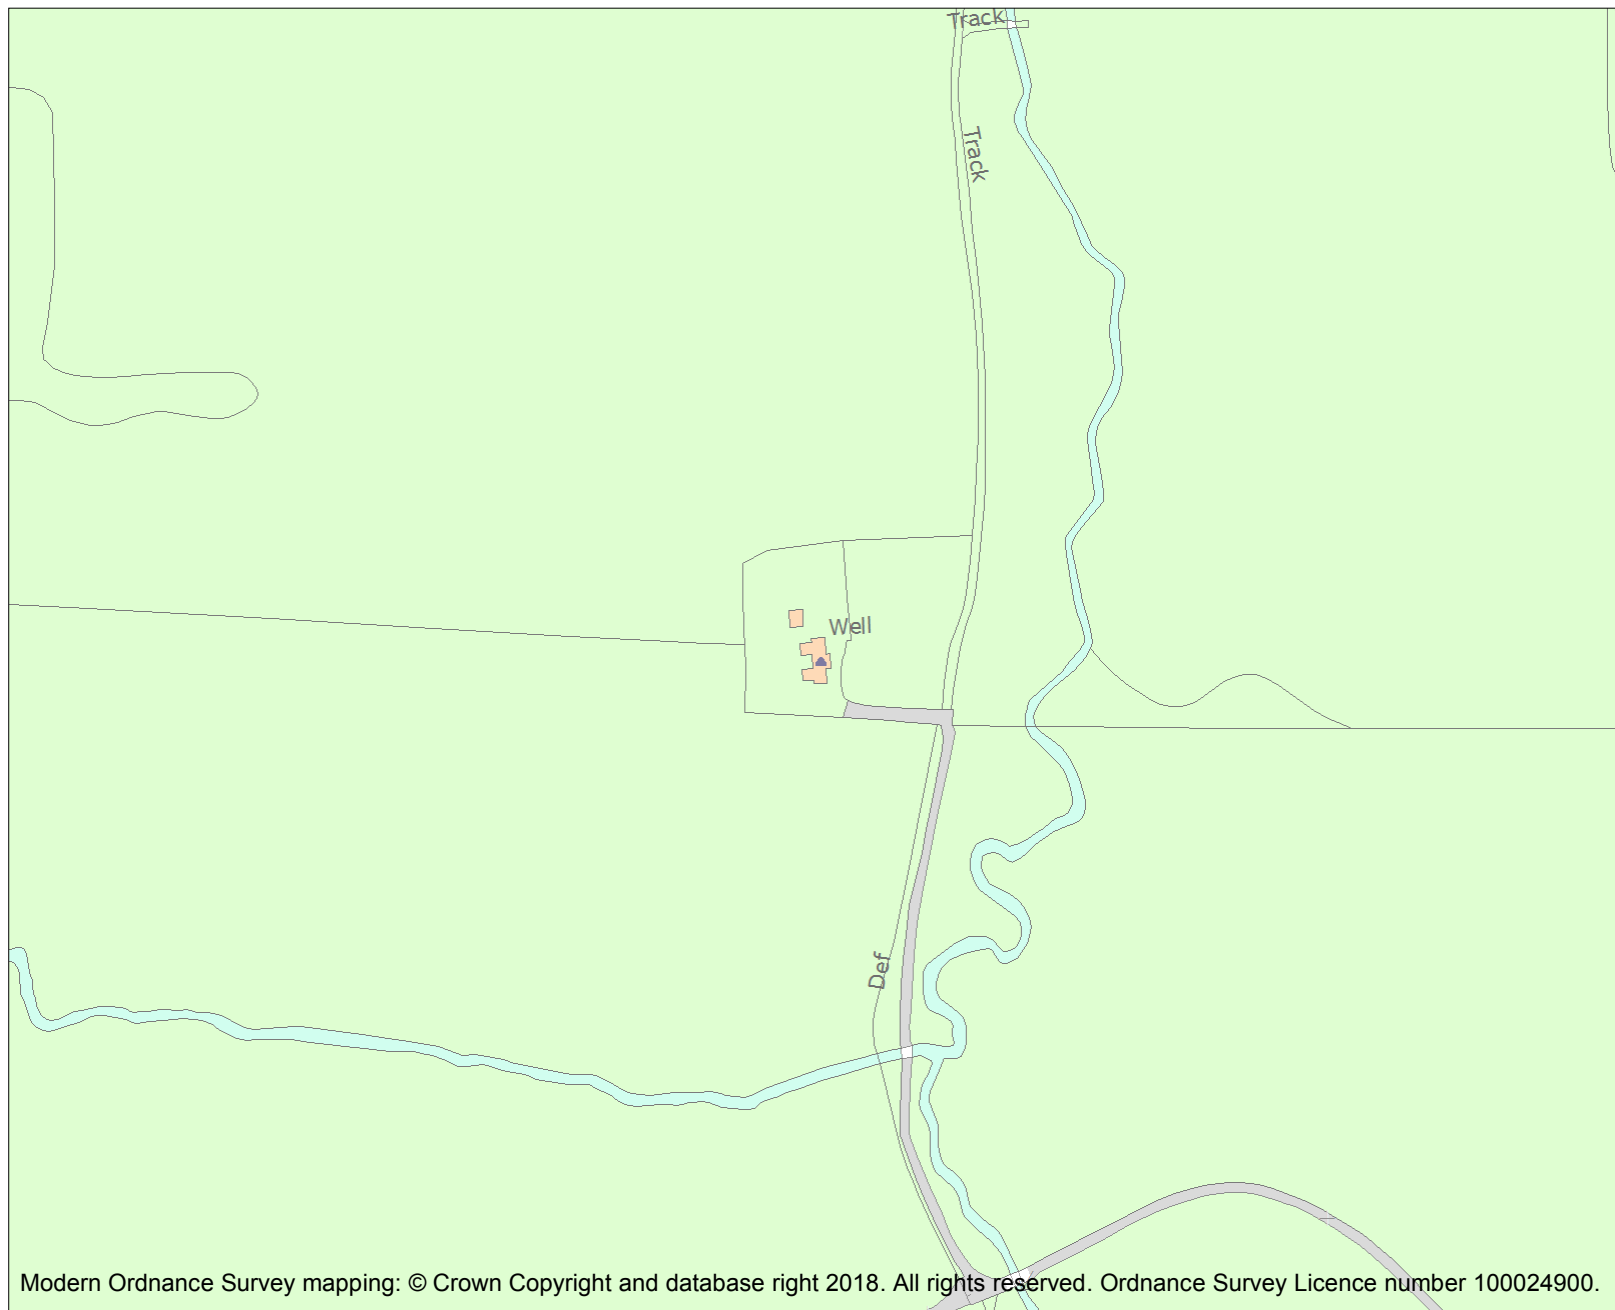 Track
Track
Well
Def
Modern Ordnance Survey mapping: © Crown Copyright and database right 2018. All rights reserved. Ordnance Survey Licence number 100024900.